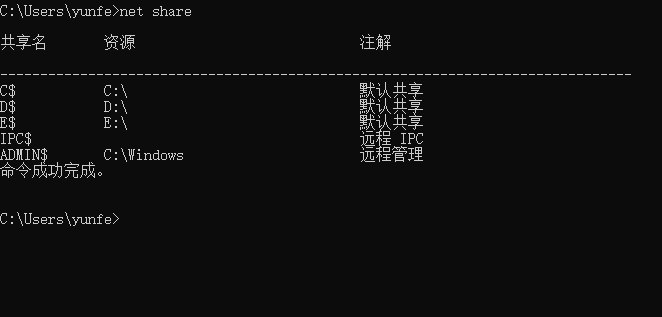 C:\Users\yunfe>net share
共享名 资源 注解
-------------------------------------------------------------------------------
C$ C:\ 默认共享
D$ D:\ 默认共享
E$ E:\ 默认共享
IPC$ 远程 IPC
ADMIN$ C:\Windows 远程管理
命令成功完成。
C:\Users\yunfe>